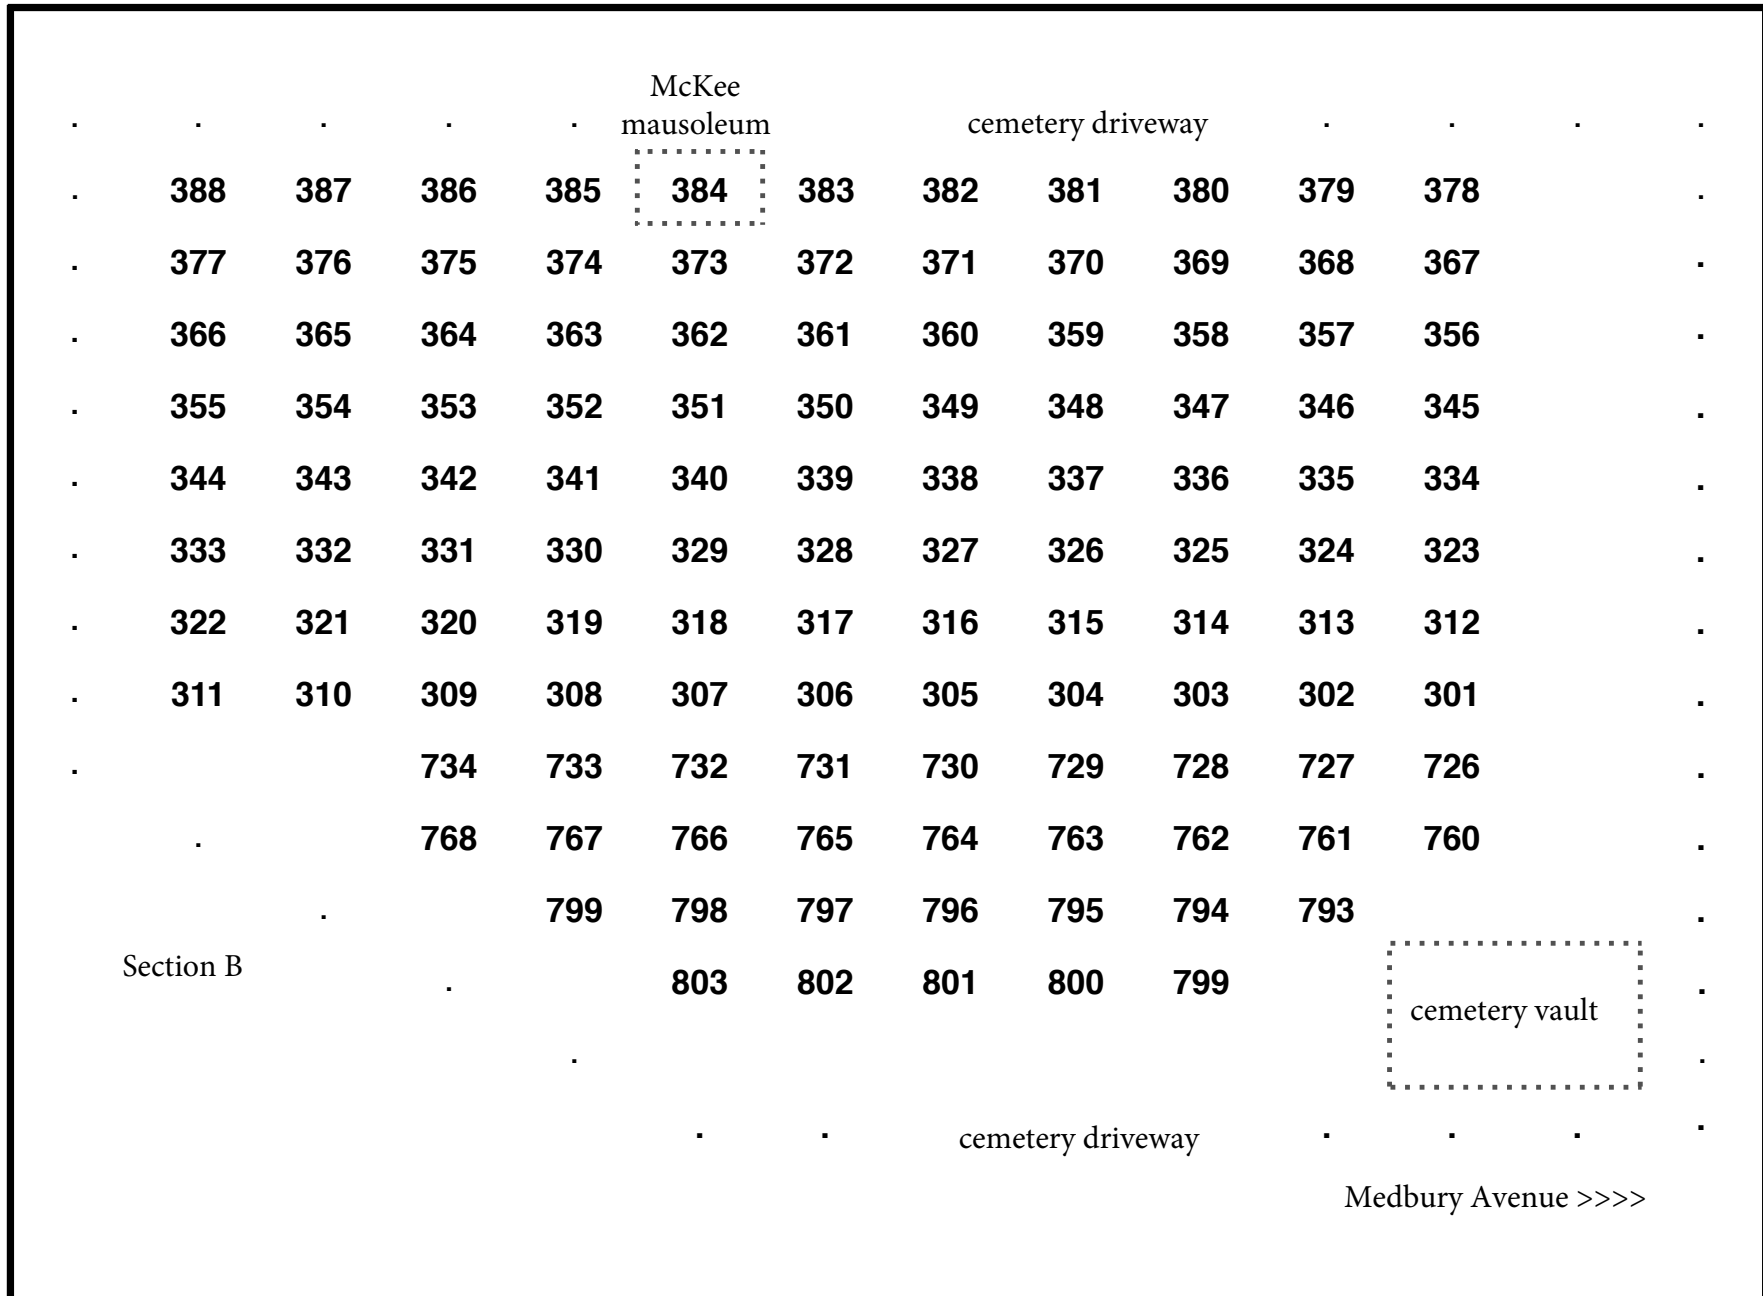 McKee
mausoleum
cemetery driveway
388 387 386 385 384 383 382 381 380 379 378
377 376 375 374 373 372 371 370 369 368 367
366 365 364 363 362 361 360 359 358 357 356
355 354 353 352 351 350 349 348 347 346 345
344 343 342 341 340 339 338 337 336 335 334
333 332 331 330 329 328 327 326 325 324 323
322 321 320 319 318 317 316 315 314 313 312
311 310 309 308 307 306 305 304 303 302 301
734 733 732 731 730 729 728 727 726
768 767 766 765 764 763 762 761 760
799 798 797 796 795 794 793
Section B
803 802 801 800 799
cemetery vault
cemetery driveway
Medbury Avenue >>>>